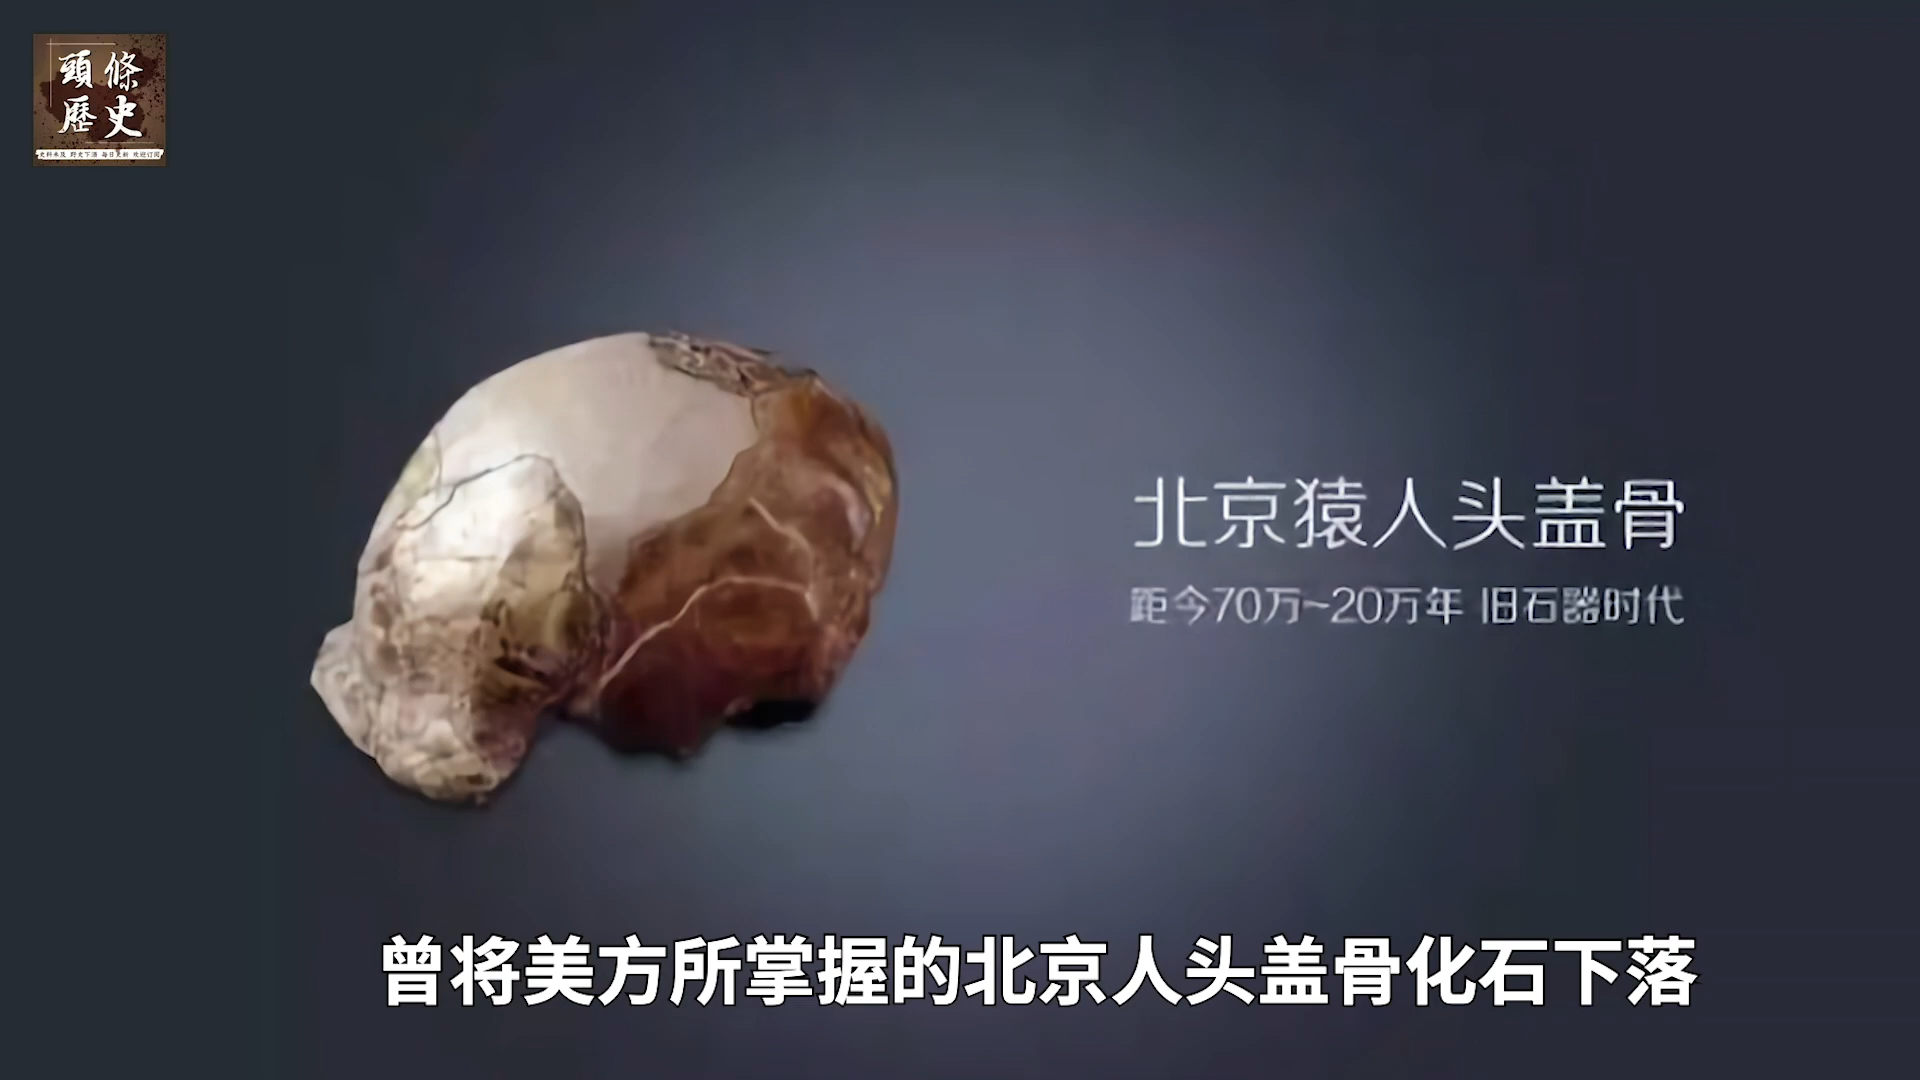 頭條
歷史
北京猿人头盖骨
距今70万~20万年 旧石器时代
曾将美方所掌握的北京人头盖骨化石下落